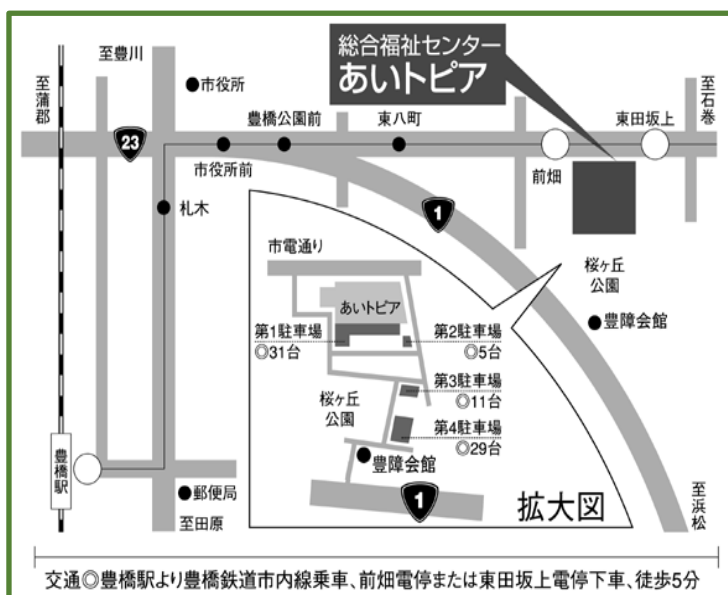 総合福祉センター
あいトピア
至豊川
市役所
至蒲郡
豊橋公園前
東八町
東田坂上
至石巻
23
市役所前
前畑
札木
1
市電通り
あいトピア
桜ヶ丘
公園
豊障会館
第1駐車場
◎31台
第2駐車場
◎5台
第3駐車場
◎11台
桜ヶ丘
公園
第4駐車場
◎29台
豊障会館
豊橋駅
郵便局
至田原
1
拡大図
至浜松
交通◎豊橋駅より豊橋鉄道市内線乗車、前畑電停または東田坂上電停下車、徒歩5分